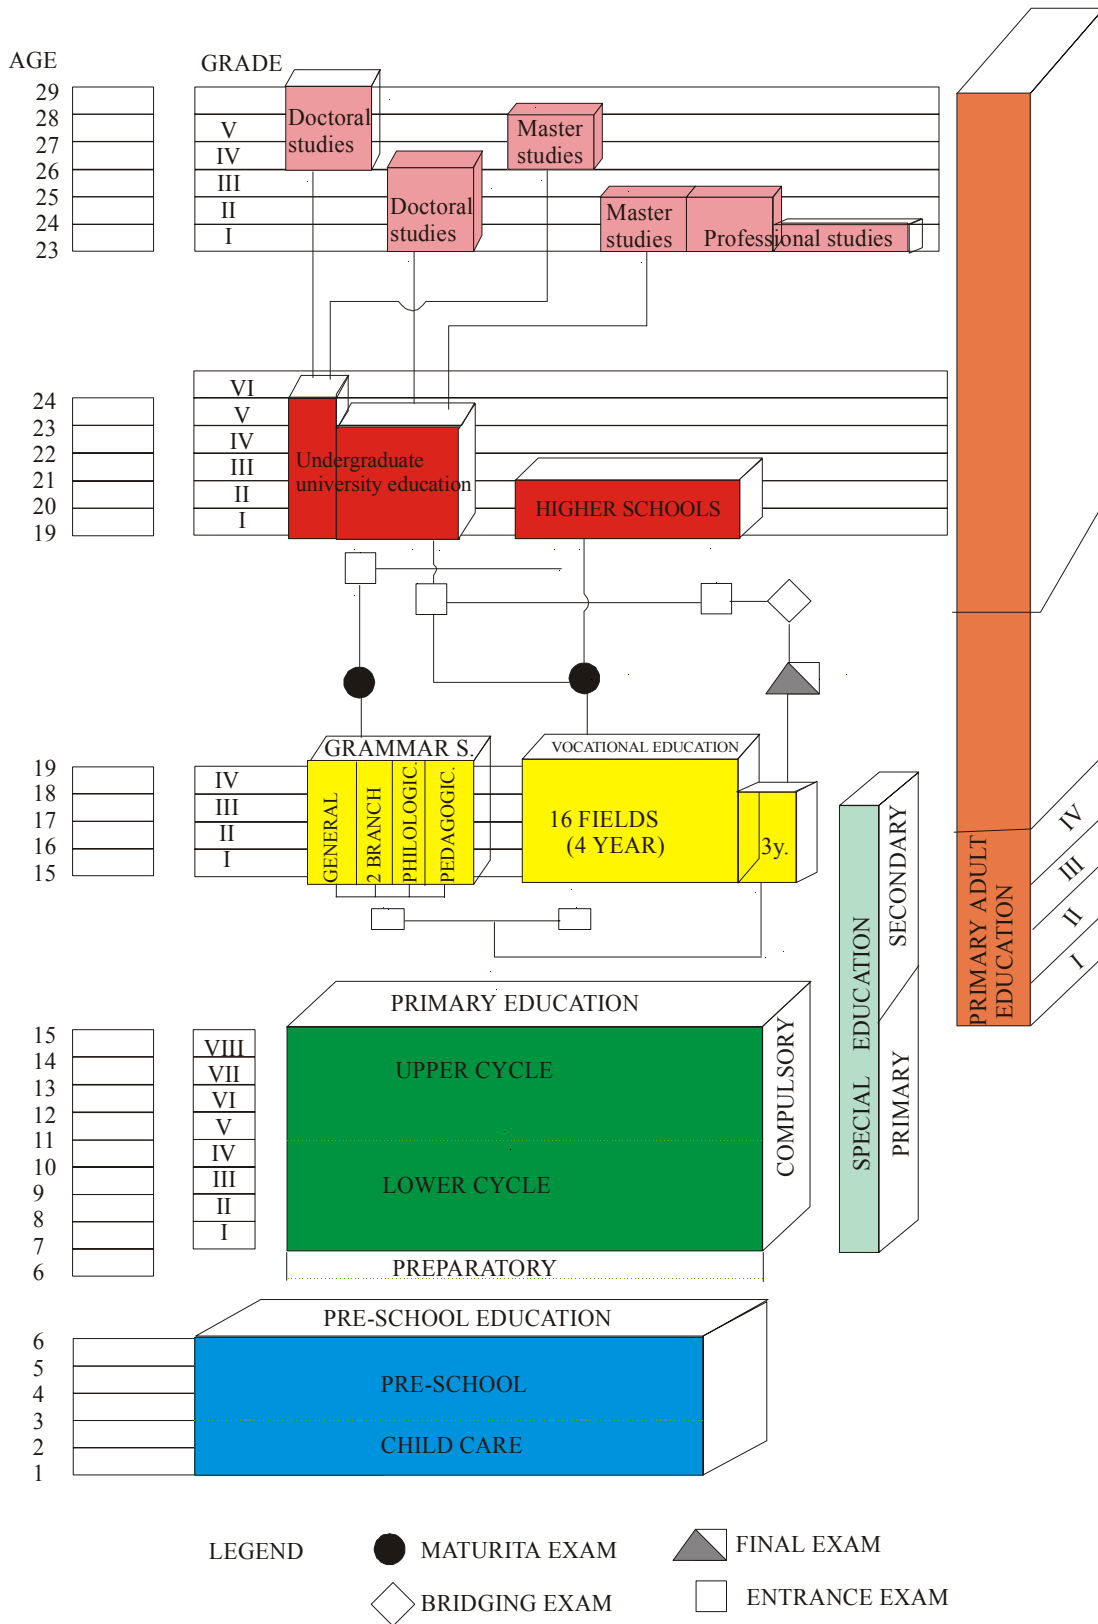 AGE
GRADE
29
28
27
26
25
24
23
V
IV
III
II
I
Doctoral
studies
Master
studies
Doctoral
studies
Master
studies
Professional studies
24
23
22
21
20
19
VI
V
IV
III
II
I
Undergraduate
university education
HIGHER SCHOOLS
19
18
17
16
15
IV
III
II
I
GRAMMAR S.
GENERAL
2 BRANCH
PHILOLOGIC.
PEDAGOGIC.
VOCATIONAL EDUCATION
16 FIELDS
(4 YEAR)
3y.
SPECIAL EDUCATION
SECONDARY
PRIMARY
PRIMARY ADULT
EDUCATION
IV
III
II
I
15
14
13
12
11
10
9
8
7
6
VIII
VII
VI
V
IV
III
II
I
PRIMARY EDUCATION
UPPER CYCLE
LOWER CYCLE
COMPULSORY
PREPARATORY
PRE-SCHOOL EDUCATION
6
5
4
3
2
1
PRE-SCHOOL
CHILD CARE
LEGEND
MATURITA EXAM
FINAL EXAM
BRIDGING EXAM
ENTRANCE EXAM